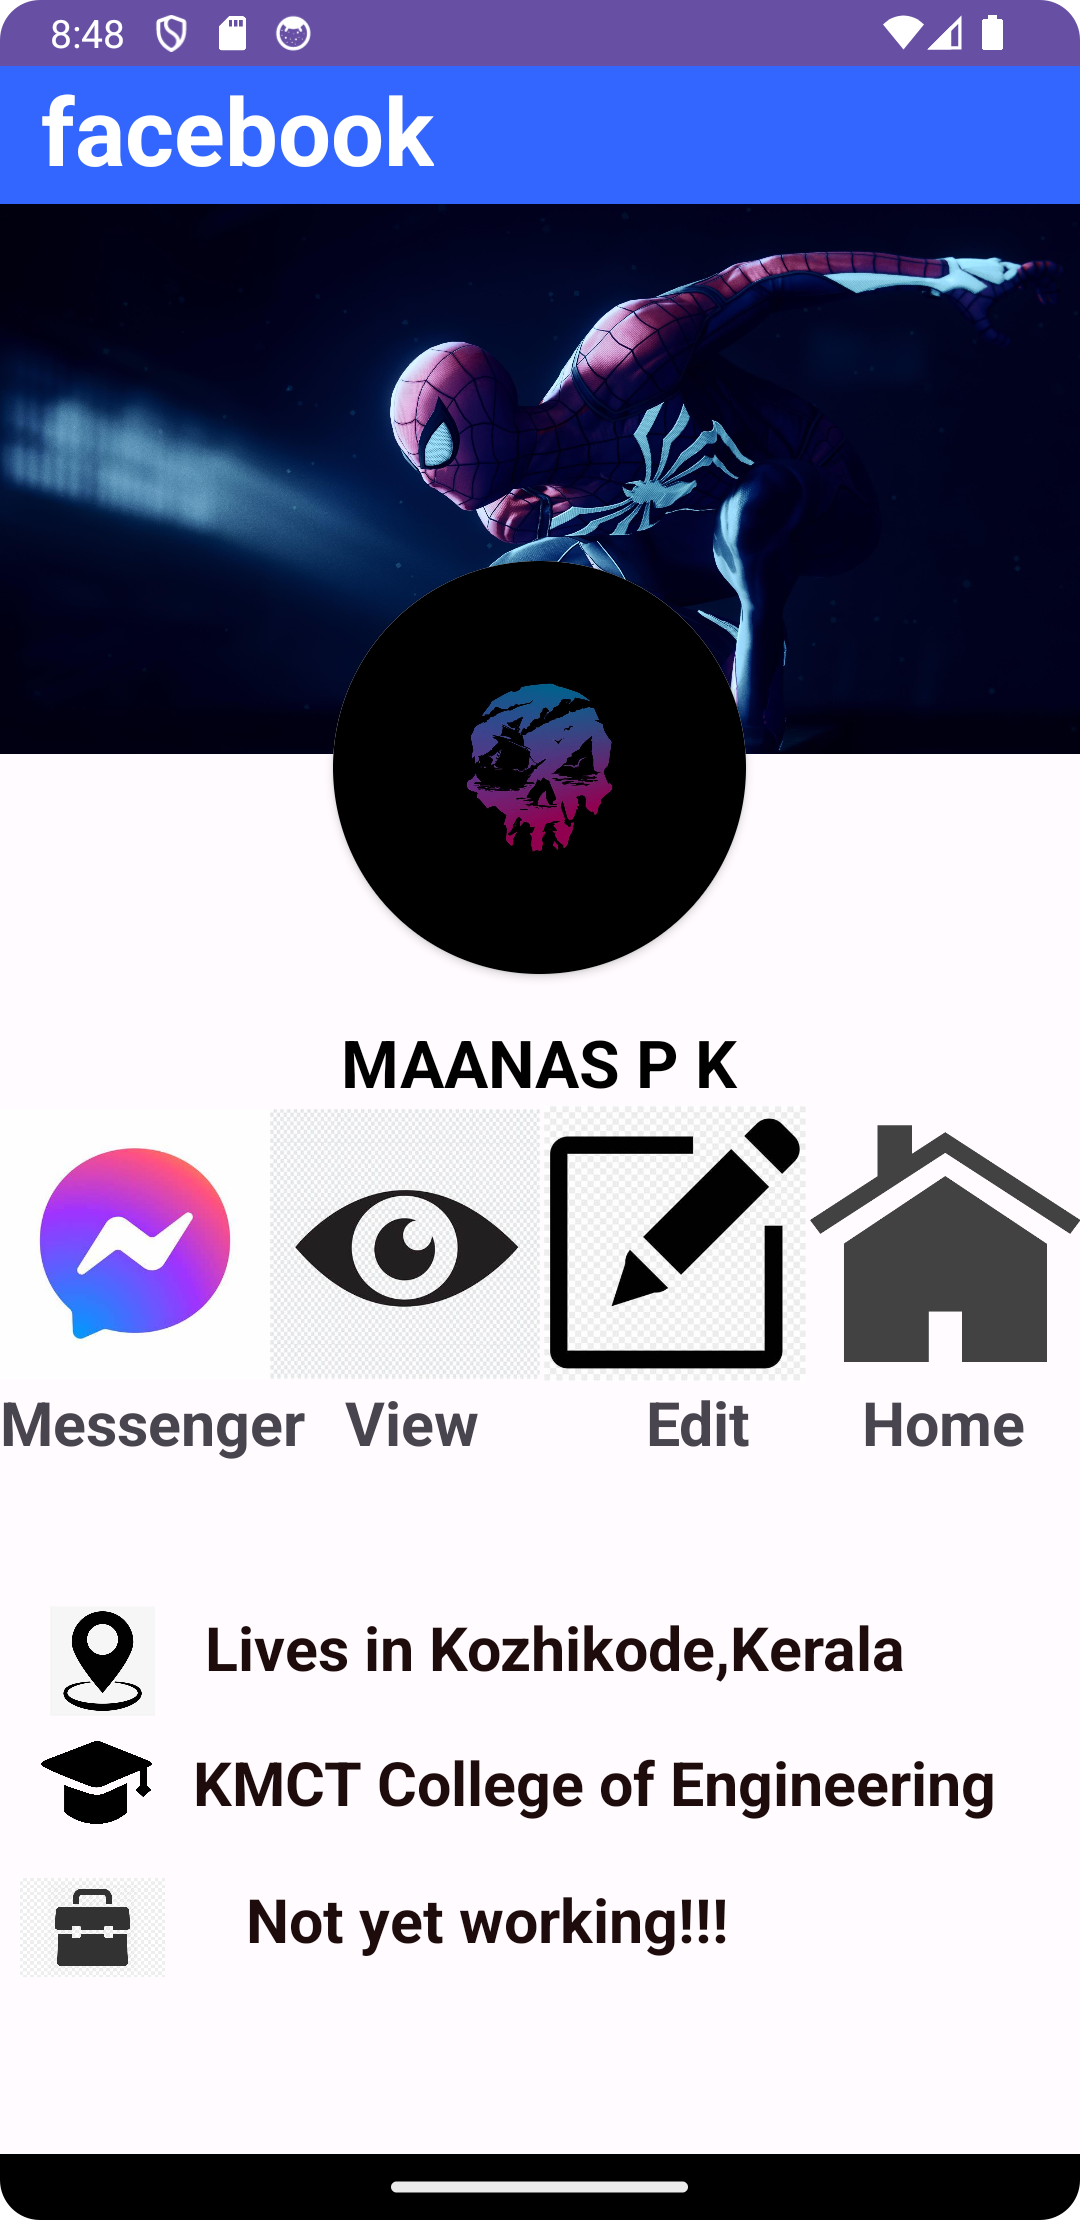 8:48
facebook
MAANAS P K
Messenger View Edit Home
Lives in Kozhikode,Kerala
KMCT College of Engineering
Not yet working!!!